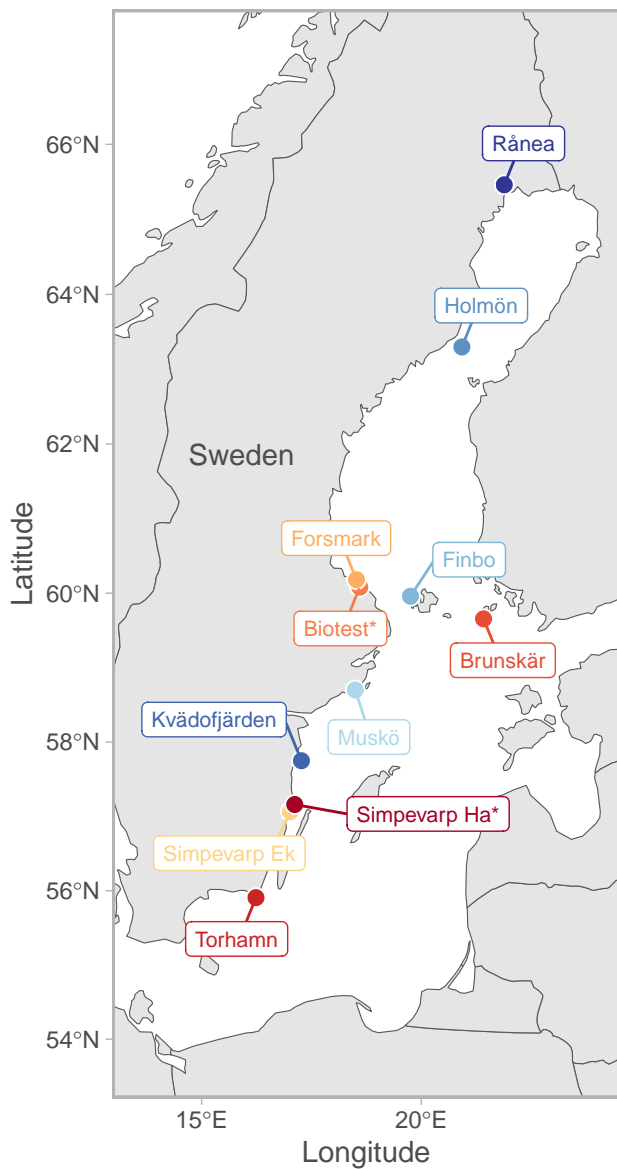 66°N
Rånea
64°N
Holmön
62°N
Sweden
Forsmark
Finbo
60°N
Biotest*
Brunskär
Kvädofjärden
Muskö
58°N
Simpevarp Ha*
Simpevarp Ek
56°N
Torhamn
54°N
15°E
20°E
Longitude
Latitude